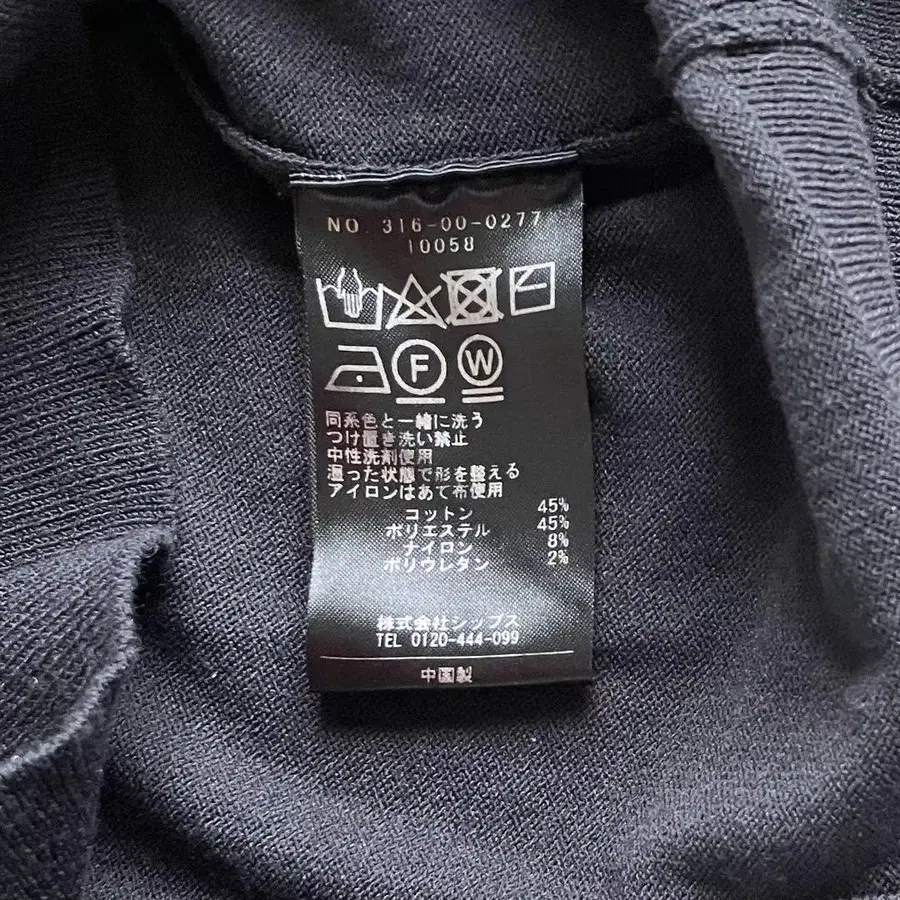 NO. 316-00-0277
10058
F W
同系色と一緒に洗う
つけ置き洗い禁止
中性洗剤使用
湿った状態で形を整える
アイロンはあて布使用
コットン 45%
ポリエステル 45%
ナイロン 8%
ポリウレタン 2%
株式会社シップス
TEL 0120-444-099
中国製